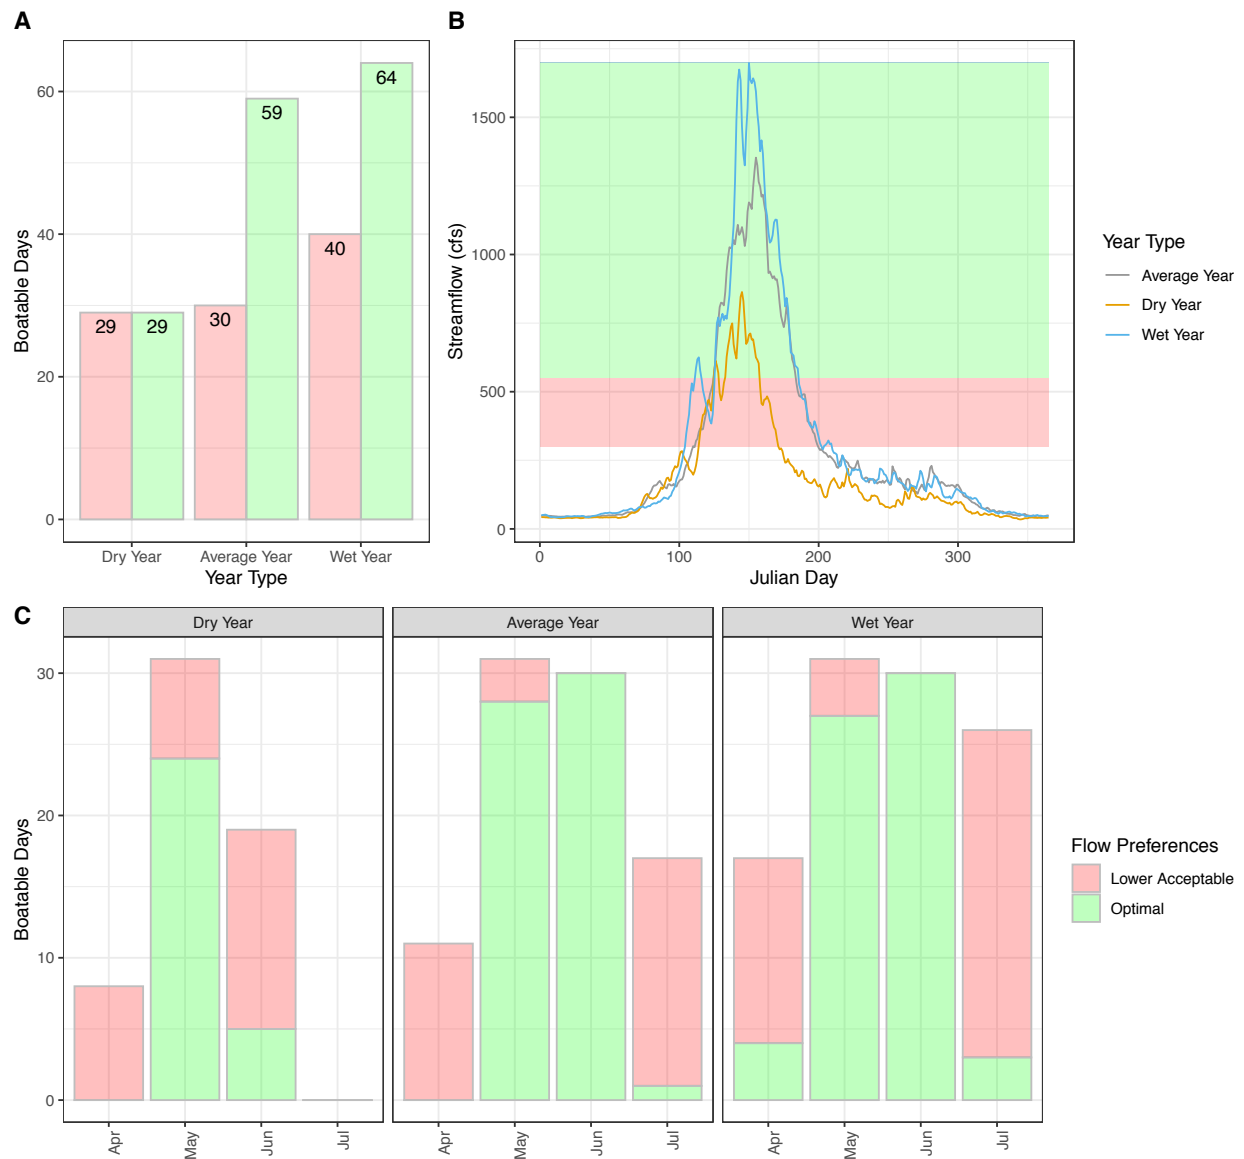 A
Boatable Days
60
40
20
0
29
29
30
59
40
64
Dry Year
Average Year
Wet Year
Year Type
B
Streamflow (cfs)
1500
1000
500
0
0
100
200
300
Julian Day
Year Type
Average Year
Dry Year
Wet Year
C
Dry Year
Average Year
Wet Year
Boatable Days
30
20
10
0
Apr
May
Jun
Jul
Apr
May
Jun
Jul
Apr
May
Jun
Jul
Flow Preferences
Lower Acceptable
Optimal